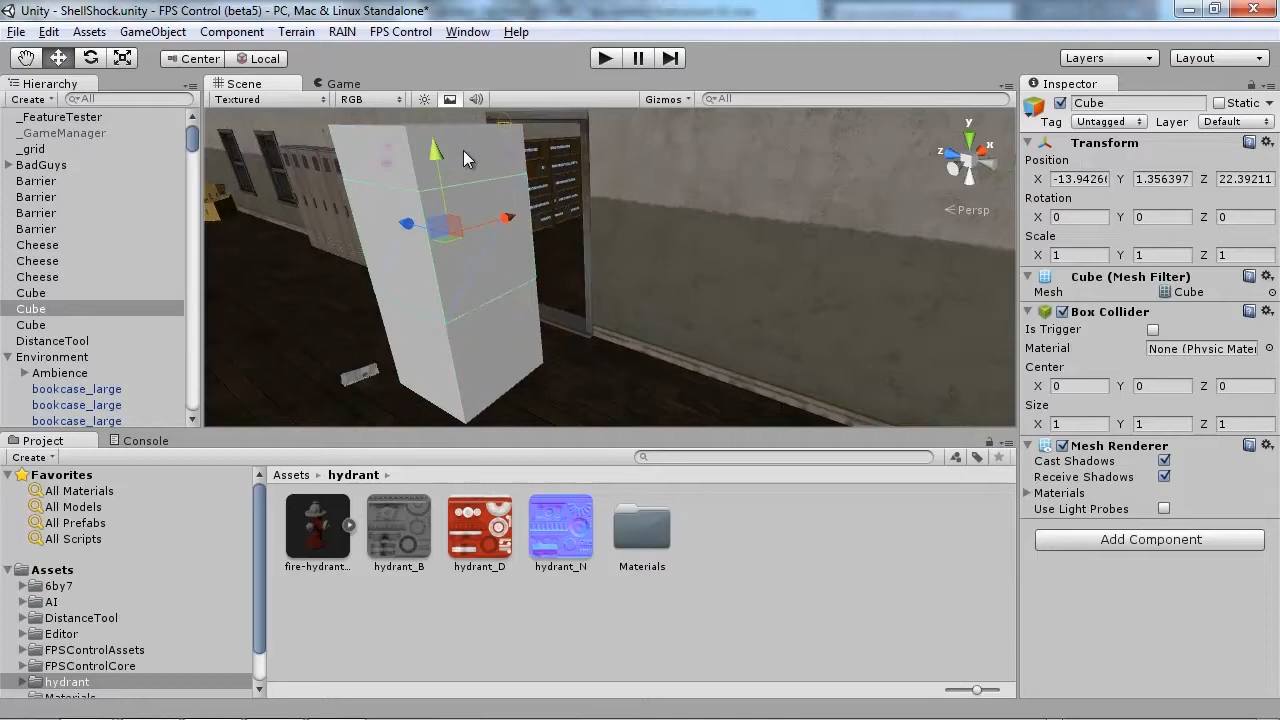 Unity - ShellShock.unity - FPS Control (beta5) - PC, Mac & Linux Standalone*
File Edit Assets GameObject Component Terrain RAIN FPS Control Window Help
Center Local Layers Layout
Hierarchy
Create All
_FeatureTester
_GameManager
_grid
BadGuys
Barrier
Barrier
Barrier
Barrier
Cheese
Cheese
Cheese
Cube
Cube
Cube
DistanceTool
Environment
Ambience
bookcase_large
bookcase_large
bookcase_large
Scene Game
Textured RGB Gizmos All
y
x
z
Persp
Inspector
Cube Static
Tag Untagged Layer Default
Transform
Position
X -13.9426 Y 1.356397 Z 22.39211
Rotation
X 0 Y 0 Z 0
Scale
X 1 Y 1 Z 1
Cube (Mesh Filter)
Mesh Cube
Box Collider
Is Trigger
Material None (Physic Mater
Center
X 0 Y 0 Z 0
Size
X 1 Y 1 Z 1
Mesh Renderer
Cast Shadows
Receive Shadows
Materials
Use Light Probes
Add Component
Project Console
Create
Favorites
All Materials
All Models
All Prefabs
All Scripts
Assets
6by7
AI
DistanceTool
Editor
FPSControlAssets
FPSControlCore
hydrant
Materials
Assets hydrant
fire-hydrant... hydrant_B hydrant_D hydrant_N Materials